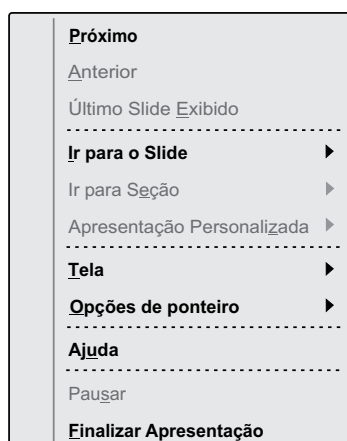 Próximo
Anterior
Último Slide Exibido
Ir para o Slide
Ir para Seção
Apresentação Personalizada
Tela
Opções de ponteiro
Ajuda
Pausar
Finalizar Apresentação